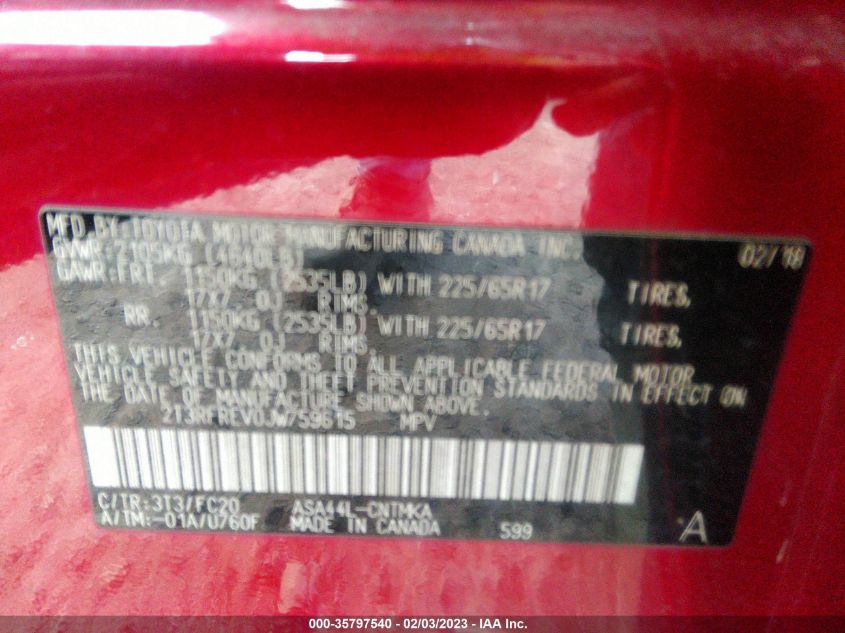 MFD BY: TOYOTA MOTOR MANUFACTURING CANADA INC. 02/18
GVWR: 2105KG (4640LB)
GAWR: FRT. 1150KG (2535LB) WITH 225/65R17 TIRES,
17X7.0J RIMS,
RR. 1150KG (2535LB) WITH 225/65R17 TIRES,
17X7.0J RIMS.
THIS VEHICLE CONFORMS TO ALL APPLICABLE FEDERAL MOTOR
VEHICLE SAFETY AND THEFT PREVENTION STANDARDS IN EFFECT ON
THE DATE OF MANUFACTURE SHOWN ABOVE.
2T3RFREV0JW759615 MPV
C/TR:3T3/FC20 ASA44L-CNTMKA
A/TM:-01A/U760F MADE IN CANADA 599 A
000-35797540 - 02/03/2023 - IAA Inc.